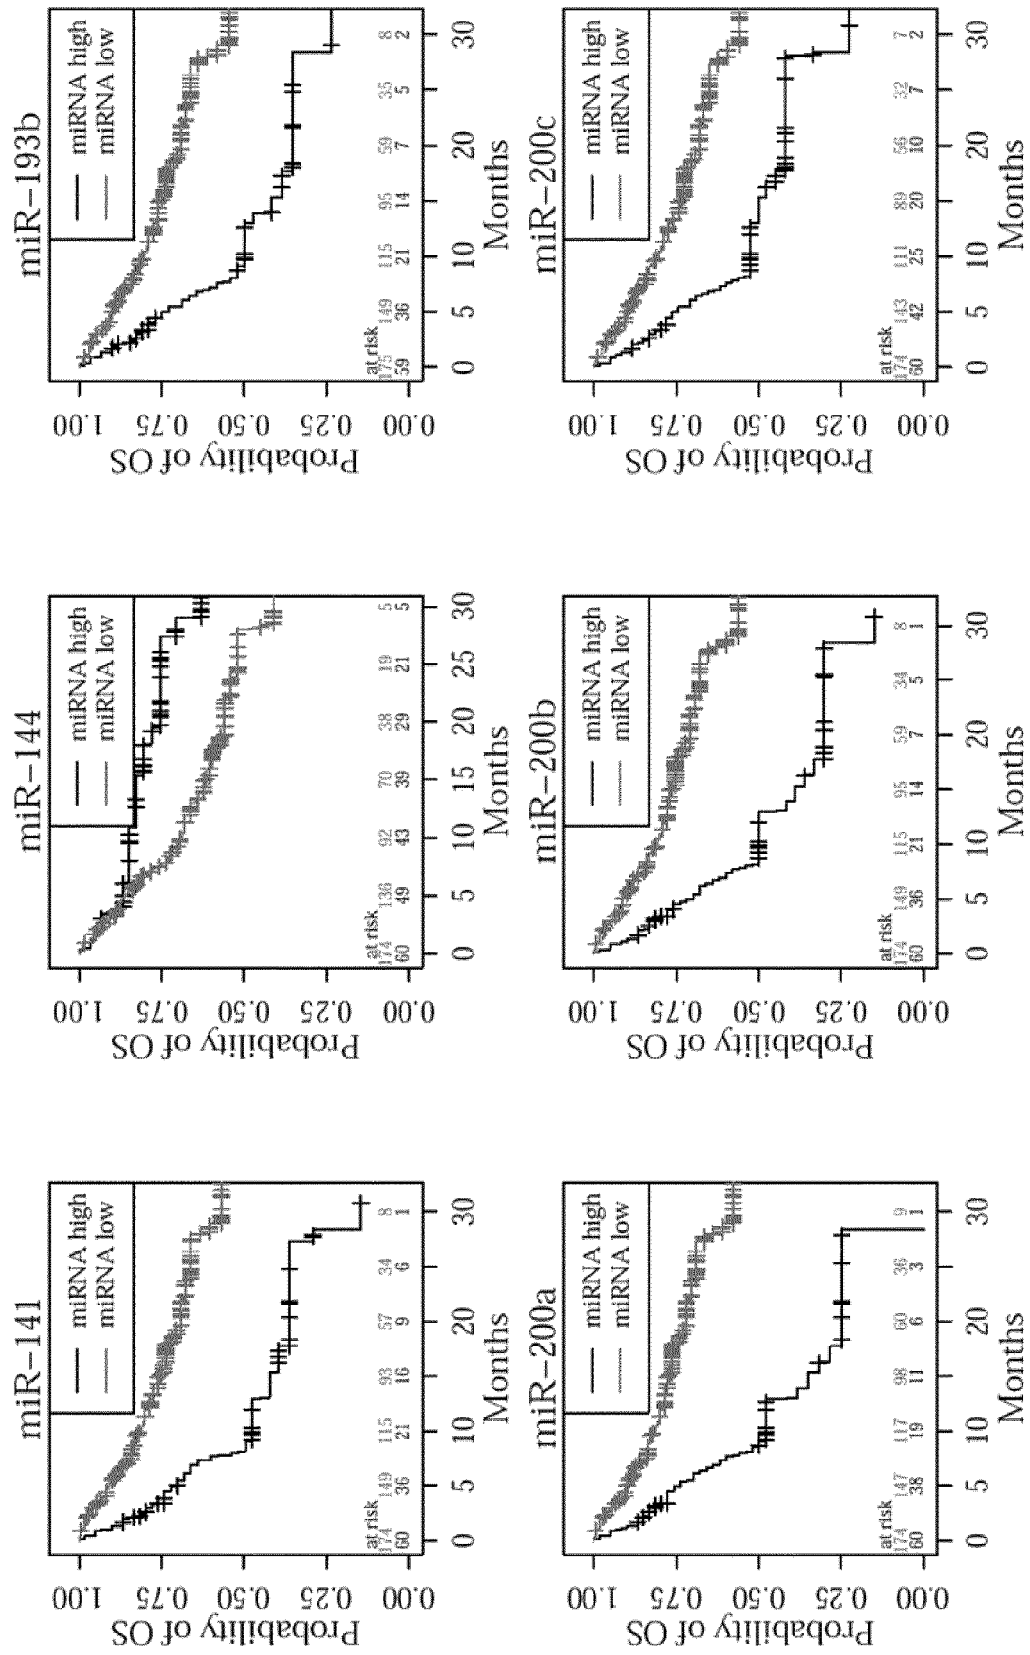 miR−141
Probability of OS
1.00
0.75
0.50
0.25
0.00
miRNA high
miRNA low
at risk
174 149 115 93 57 34 8
60 36 21 16 9 6 1
0 5 10 20 30
Months
miR−144
Probability of OS
1.00
0.75
0.50
0.25
0.00
miRNA high
miRNA low
at risk
174 136 92 70 38 19 5
60 49 43 39 29 21 5
0 5 10 15 20 25 30
Months
miR−193b
Probability of OS
1.00
0.75
0.50
0.25
0.00
miRNA high
miRNA low
at risk
175 149 115 95 59 35 8
59 36 21 14 7 5 2
0 5 10 20 30
Months
miR−200a
Probability of OS
1.00
0.75
0.50
0.25
0.00
miRNA high
miRNA low
at risk
174 147 117 98 60 36 9
60 38 19 11 6 3 1
0 5 10 20 30
Months
miR−200b
Probability of OS
1.00
0.75
0.50
0.25
0.00
miRNA high
miRNA low
at risk
174 149 115 95 59 34 8
60 36 21 14 7 5 1
0 5 10 20 30
Months
miR−200c
Probability of OS
1.00
0.75
0.50
0.25
0.00
miRNA high
miRNA low
at risk
174 143 111 89 56 32 7
60 42 25 20 10 7 2
0 5 10 20 30
Months